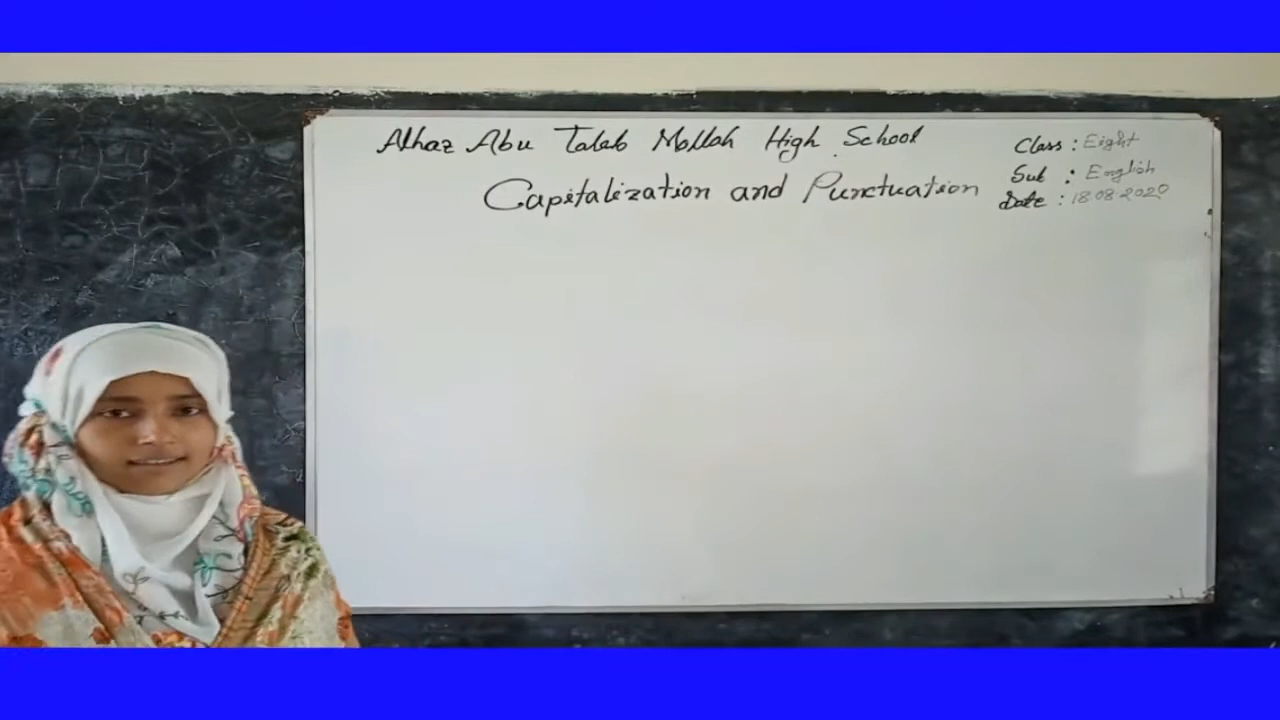 Alhaz Abu Taleb Mollah High School
Capitalization and Punctuation
Class : Eight
Sub : English
Date : 18.08.2020